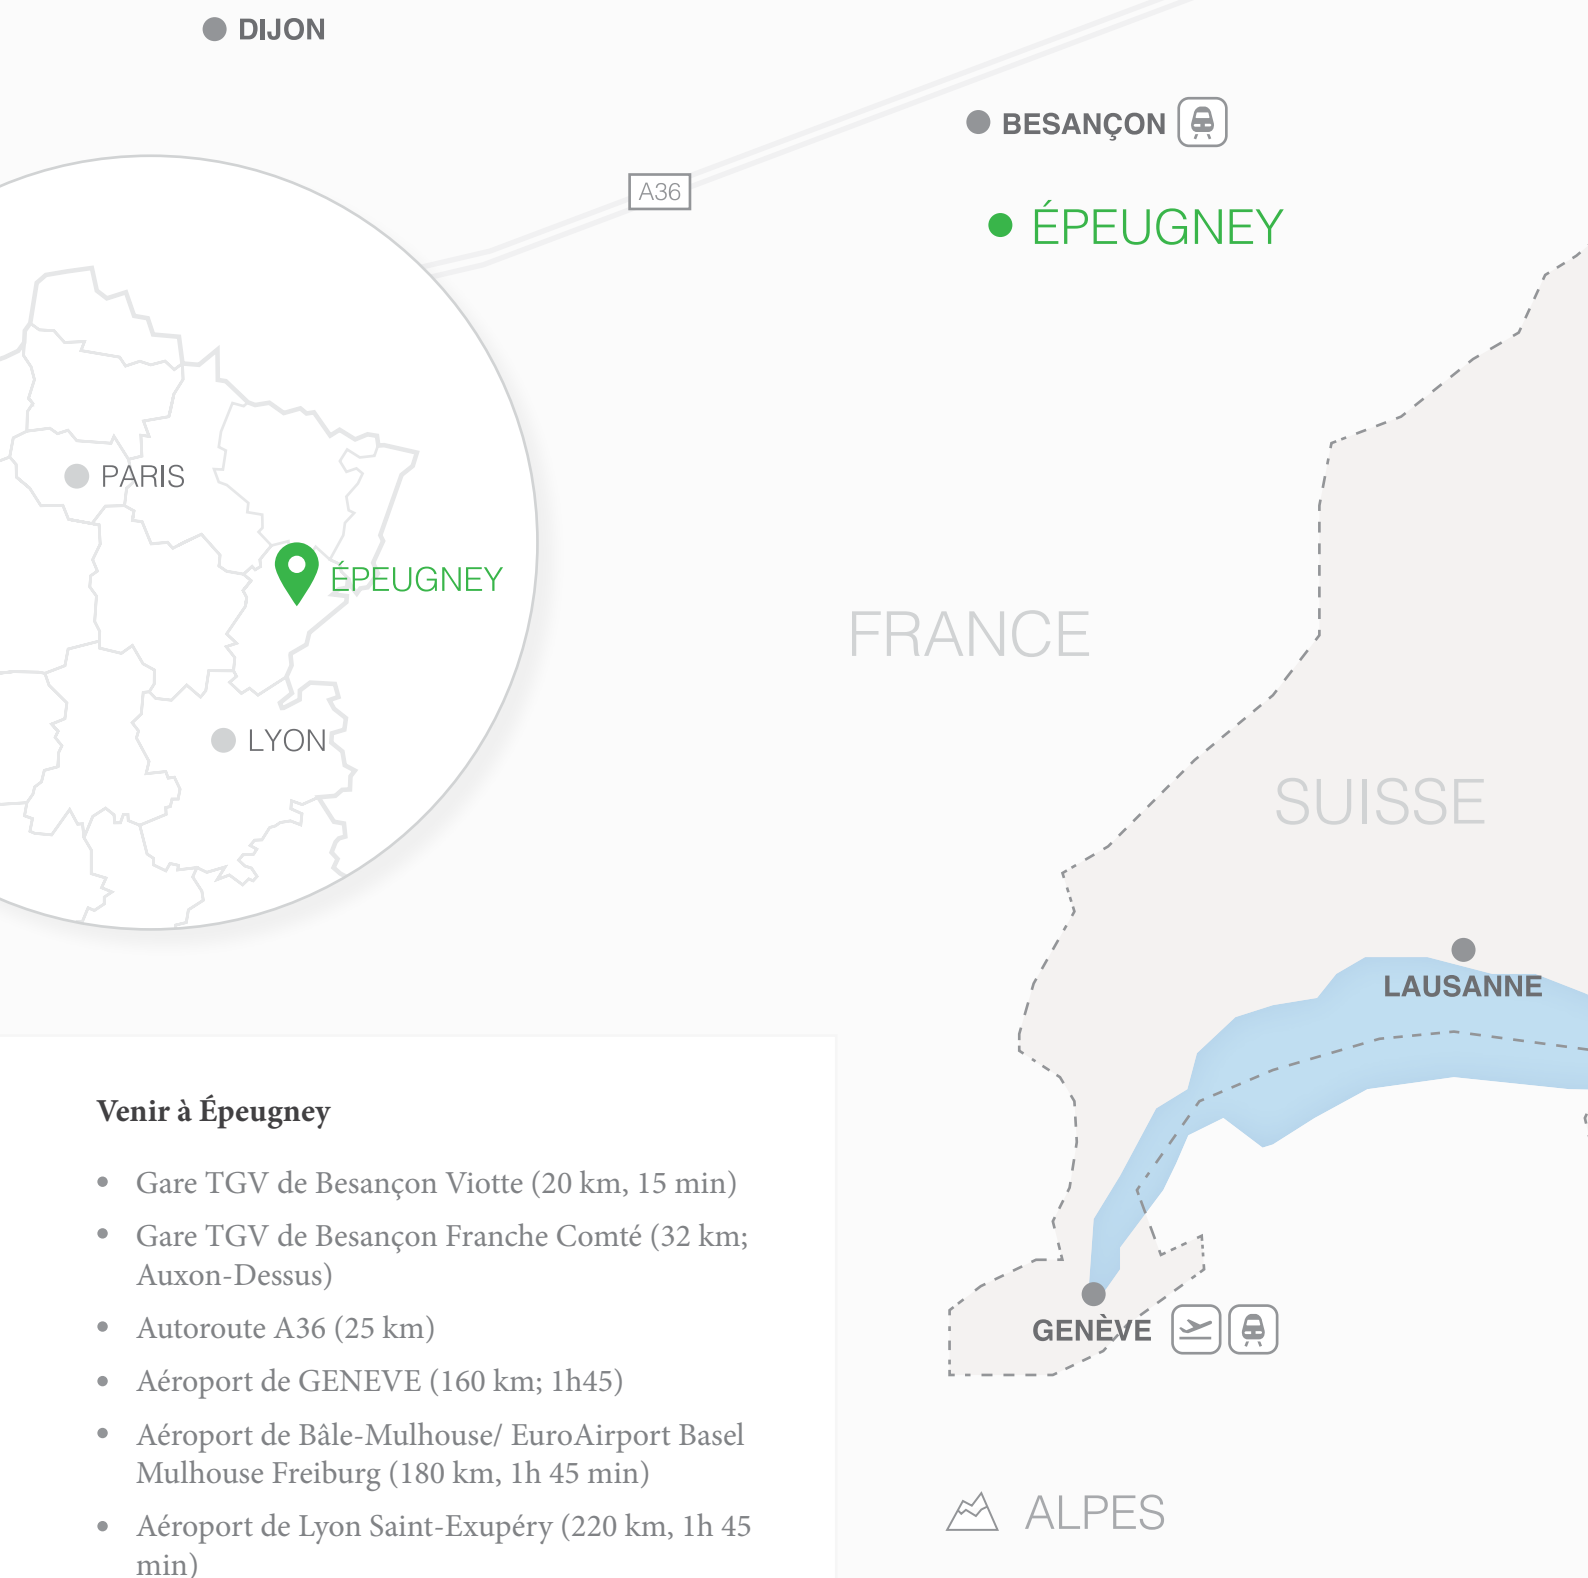 DIJON
BESANÇON
A36
ÉPEUGNEY
PARIS
ÉPEUGNEY
FRANCE
LYON
SUISSE
LAUSANNE
Venir à Épeugney
• Gare TGV de Besançon Viotte (20 km, 15 min)
• Gare TGV de Besançon Franche Comté (32 km;
Auxon-Dessus)
• Autoroute A36 (25 km)
• Aéroport de GENEVE (160 km; 1h45)
• Aéroport de Bâle-Mulhouse/ EuroAirport Basel
Mulhouse Freiburg (180 km, 1h 45 min)
• Aéroport de Lyon Saint-Exupéry (220 km, 1h 45
min)
GENÈVE
ALPES